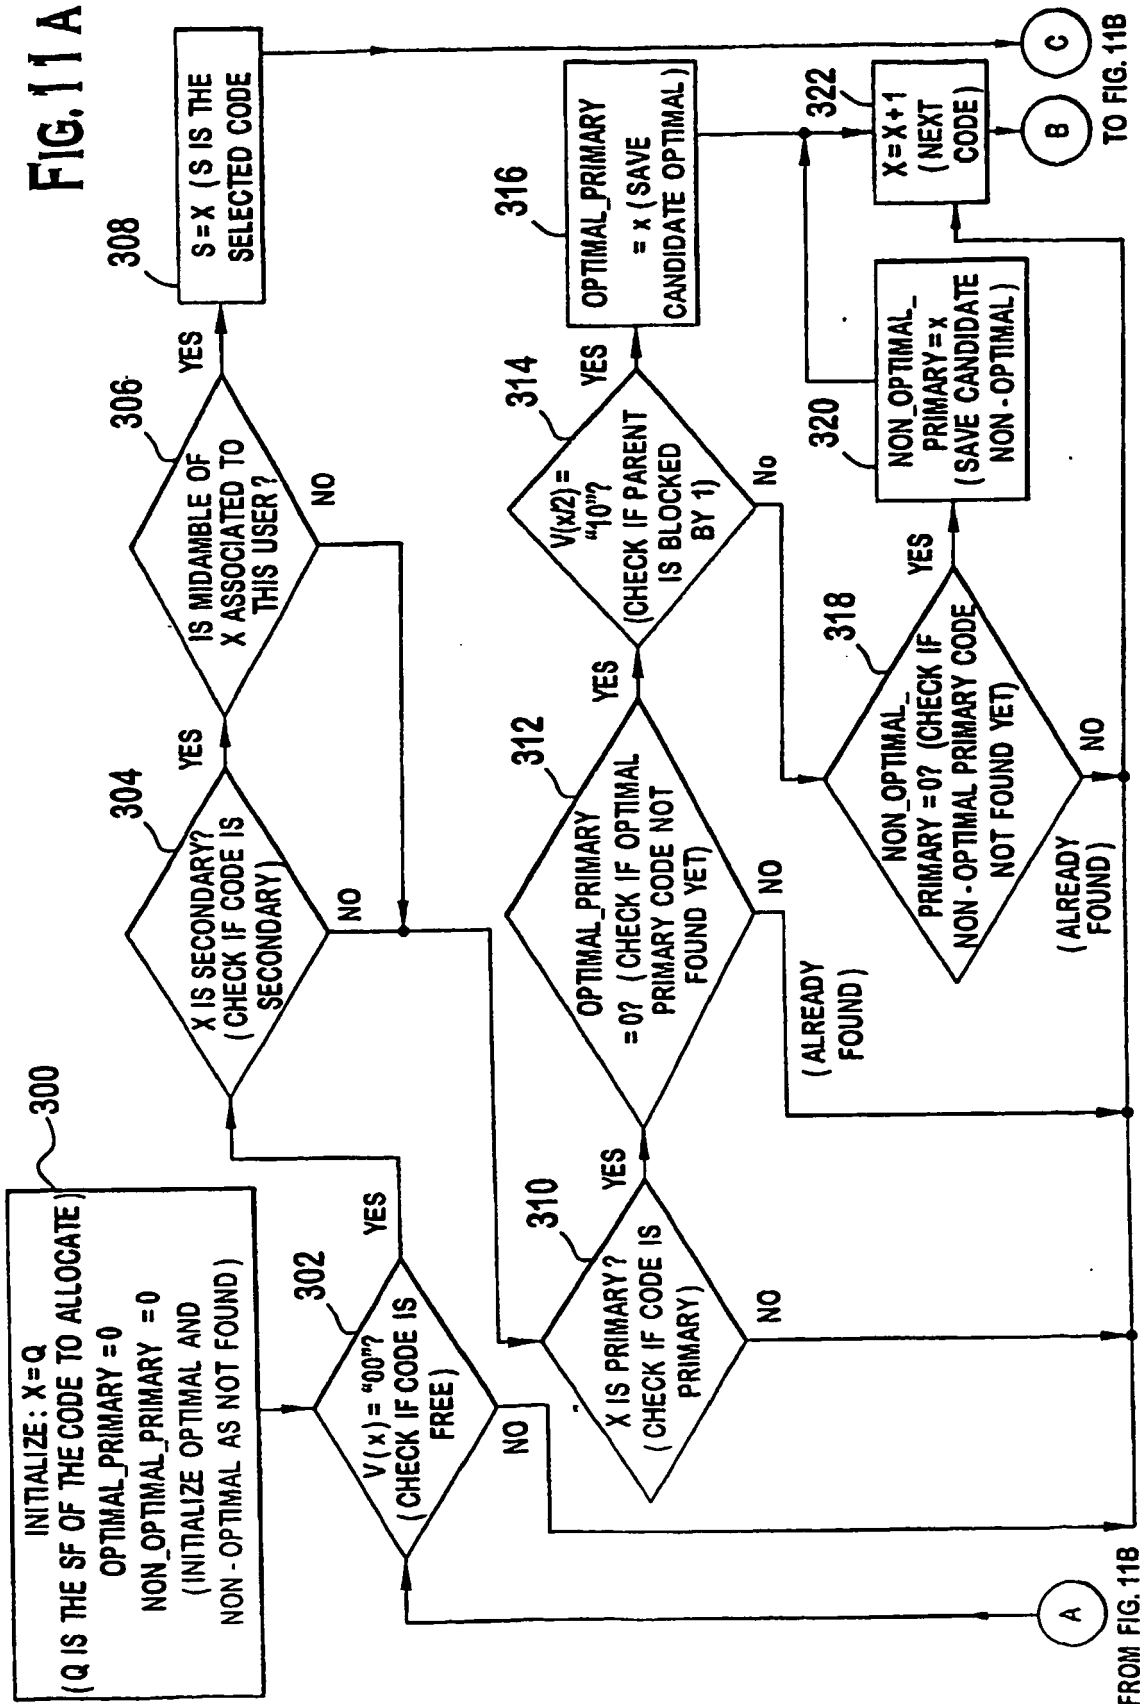 FIG. 11 A
300
INITIALIZE: X=Q
(Q IS THE SF OF THE CODE TO ALLOCATE)
OPTIMAL_PRIMARY =0
NON_OPTIMAL_PRIMARY =0
(INITIALIZE OPTIMAL AND
NON-OPTIMAL AS NOT FOUND)
302
V(x) = "00"?
(CHECK IF CODE IS
FREE)
YES
NO
304
X IS SECONDARY?
(CHECK IF CODE IS
SECONDARY)
YES
NO
306
IS MIDAMBLE OF
X ASSOCIATED TO
THIS USER?
YES
NO
308
S=X (S IS THE
SELECTED CODE
310
X IS PRIMARY?
(CHECK IF CODE IS
PRIMARY)
YES
NO
312
OPTIMAL_PRIMARY
=0? (CHECK IF OPTIMAL
PRIMARY CODE NOT
FOUND YET)
YES
NO
(ALREADY
FOUND)
314
V(x/2) =
"10"?
(CHECK IF PARENT
IS BLOCKED
BY 1)
YES
No
316
OPTIMAL_PRIMARY
= x (SAVE
CANDIDATE OPTIMAL)
318
NON_OPTIMAL_
PRIMARY =0? (CHECK IF
NON-OPTIMAL PRIMARY CODE
NOT FOUND YET)
YES
NO
(ALREADY
FOUND)
320
NON_OPTIMAL_
PRIMARY=x
(SAVE CANDIDATE
NON-OPTIMAL)
322
X=X+1
(NEXT
CODE)
A
FROM FIG. 11B
B
C
TO FIG. 11B